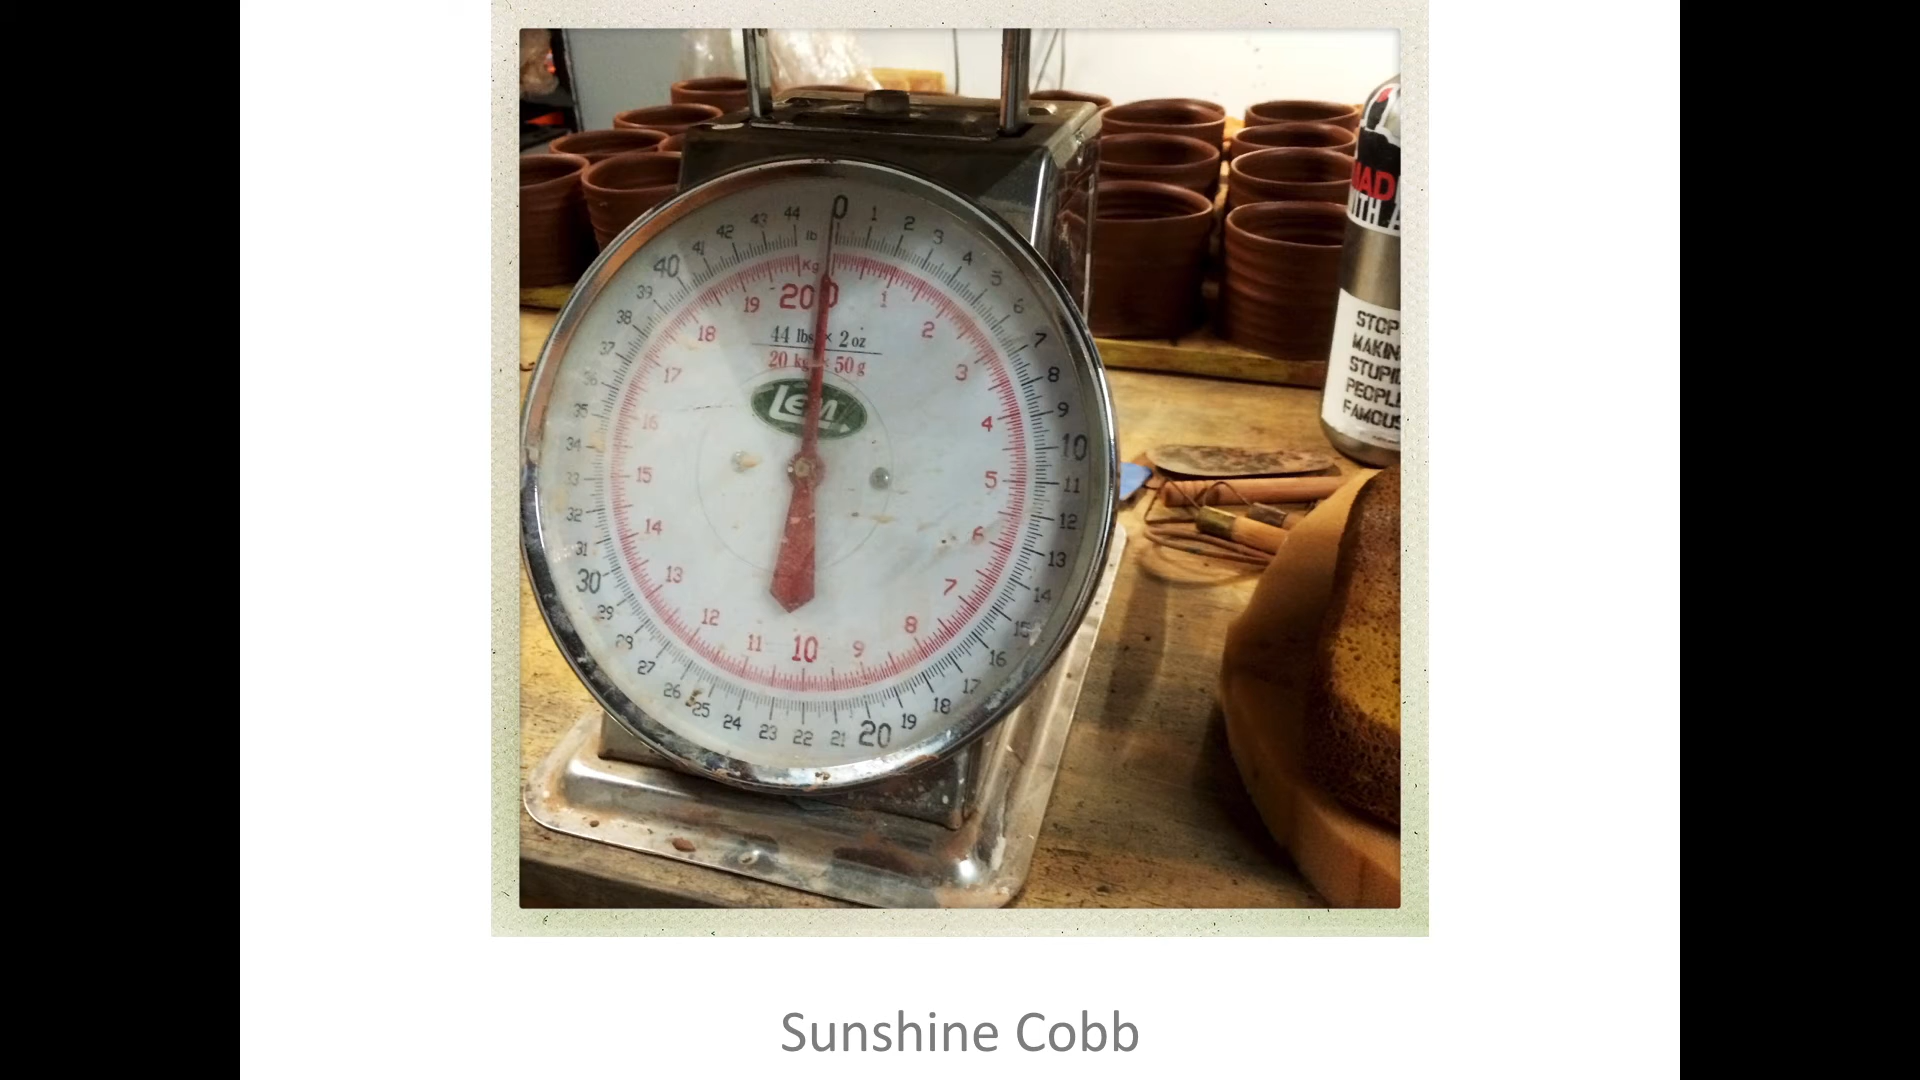 0 1 2 3 4 5 6 7 8 9 10 11 12 13 14 15 16 17 18 19 20 21 22 23 24 25 26 27 28 29 30 31 32 33 34 35 36 37 38 39 40 41 42 43 44 lb
Kg
20 0 1 2 3 4 5 6 7 8 9 10 11 12 13 14 15 16 17 18 19
44 lbs × 2 oz
20 kg × 50 g
LEM
STOP
MAKIN
STUPI
PEOPL
FAMOUS
Sunshine Cobb